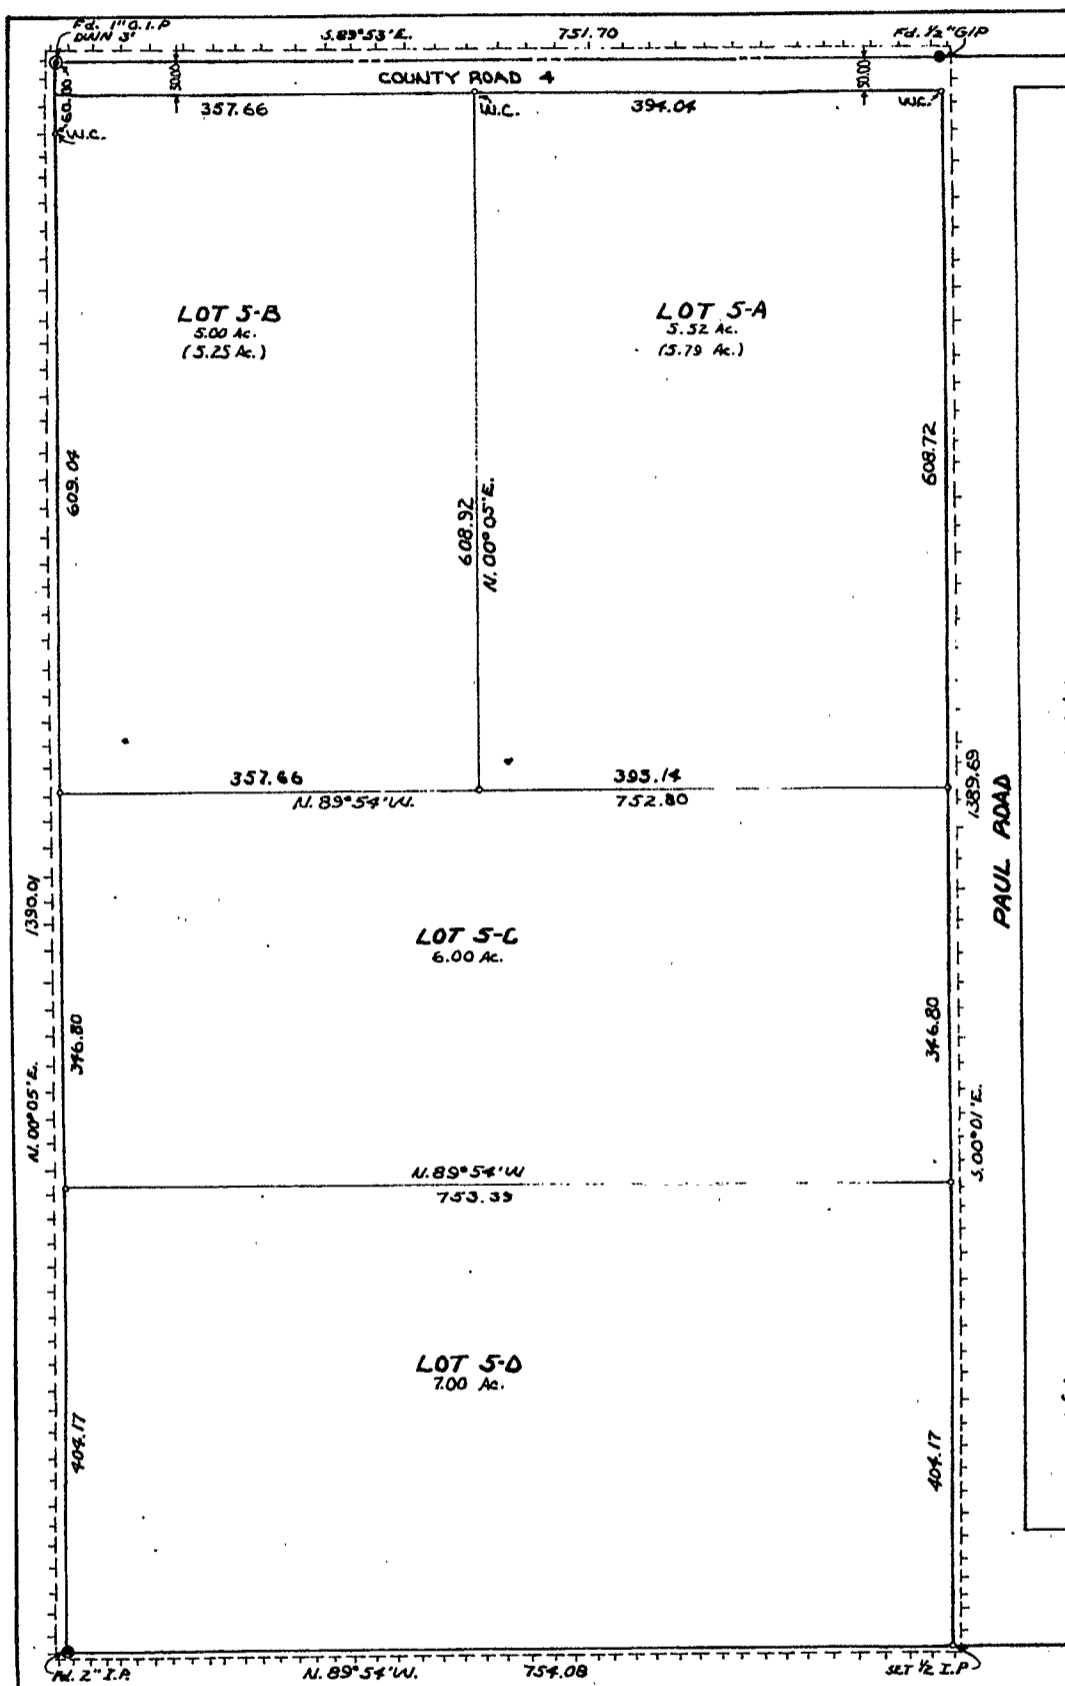 Fd. 1" O.I.P
DWN 3'
S.89°53'E.
751.70
Fd. 1/2" GIP
COUNTY ROAD 4
50.00
50.00
60.00
357.66
394.04
W.C.
W.C.
W.C.
LOT 5-B
5.00 Ac.
(5.25 Ac.)
LOT 5-A
5.52 Ac.
(5.79 Ac.)
609.04
608.92
N.00°05'E.
608.72
357.66
N.89°54'W.
395.14
752.80
1389.69
PAUL ROAD
1390.01
LOT 5-C
6.00 Ac.
346.80
346.80
N.00°05'E.
S.00°01'E.
N.89°54'W
753.39
LOT 5-D
7.00 Ac.
404.17
404.17
Fd. 2" I.P.
N.89°54'W.
754.08
SET 1/2 I.P